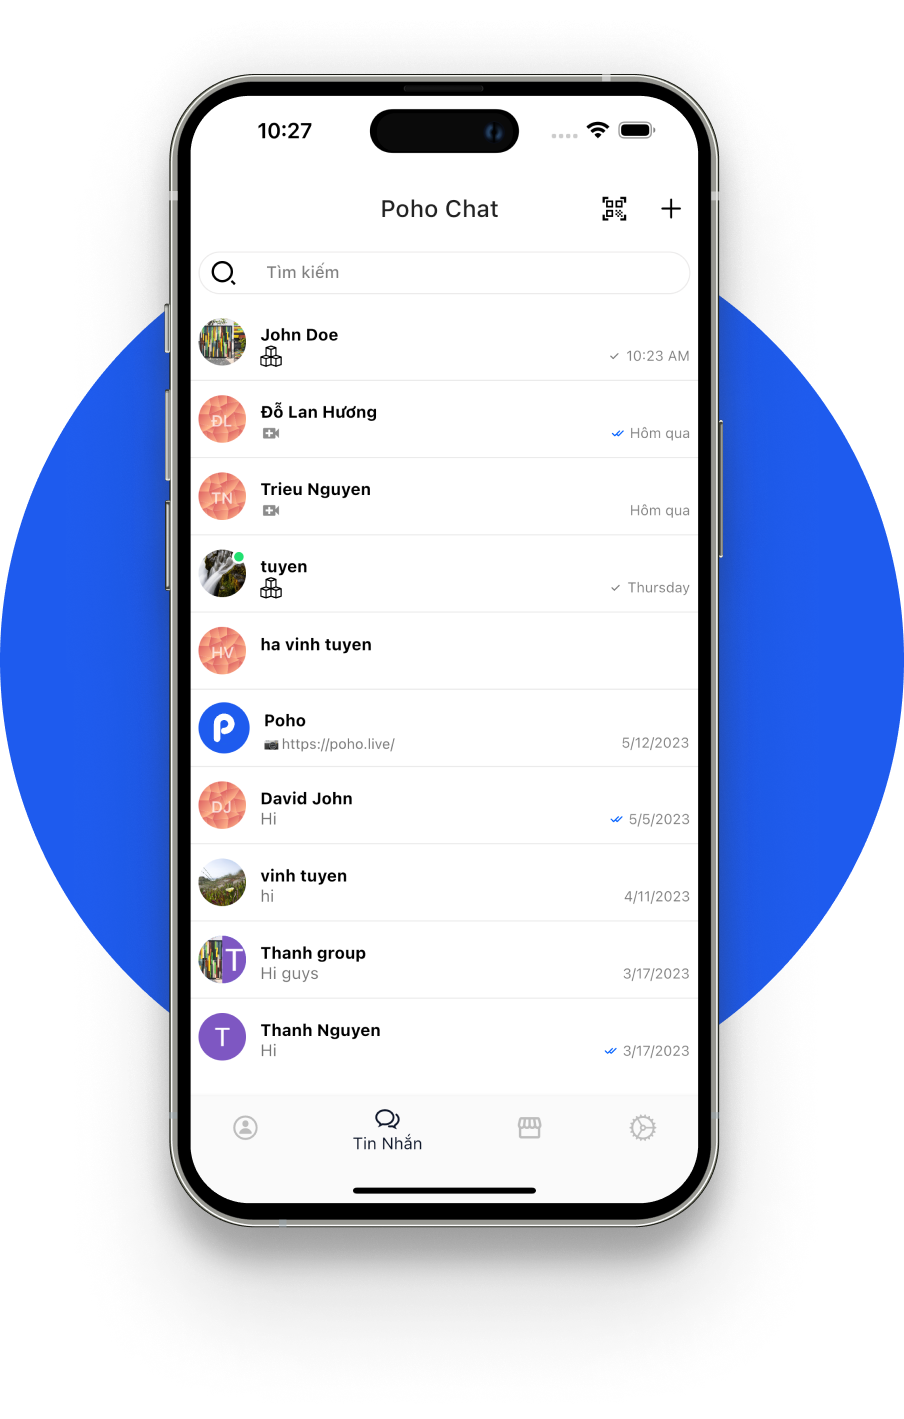 10:27
Poho Chat
Tìm kiếm
John Doe
10:23 AM
ĐL
Đỗ Lan Hương
Hôm qua
TN
Trieu Nguyen
Hôm qua
tuyen
Thursday
HV
ha vinh tuyen
Poho
https://poho.live/
5/12/2023
DJ
David John
Hi
5/5/2023
vinh tuyen
hi
4/11/2023
T
Thanh group
Hi guys
3/17/2023
T
Thanh Nguyen
Hi
3/17/2023
Tin Nhắn